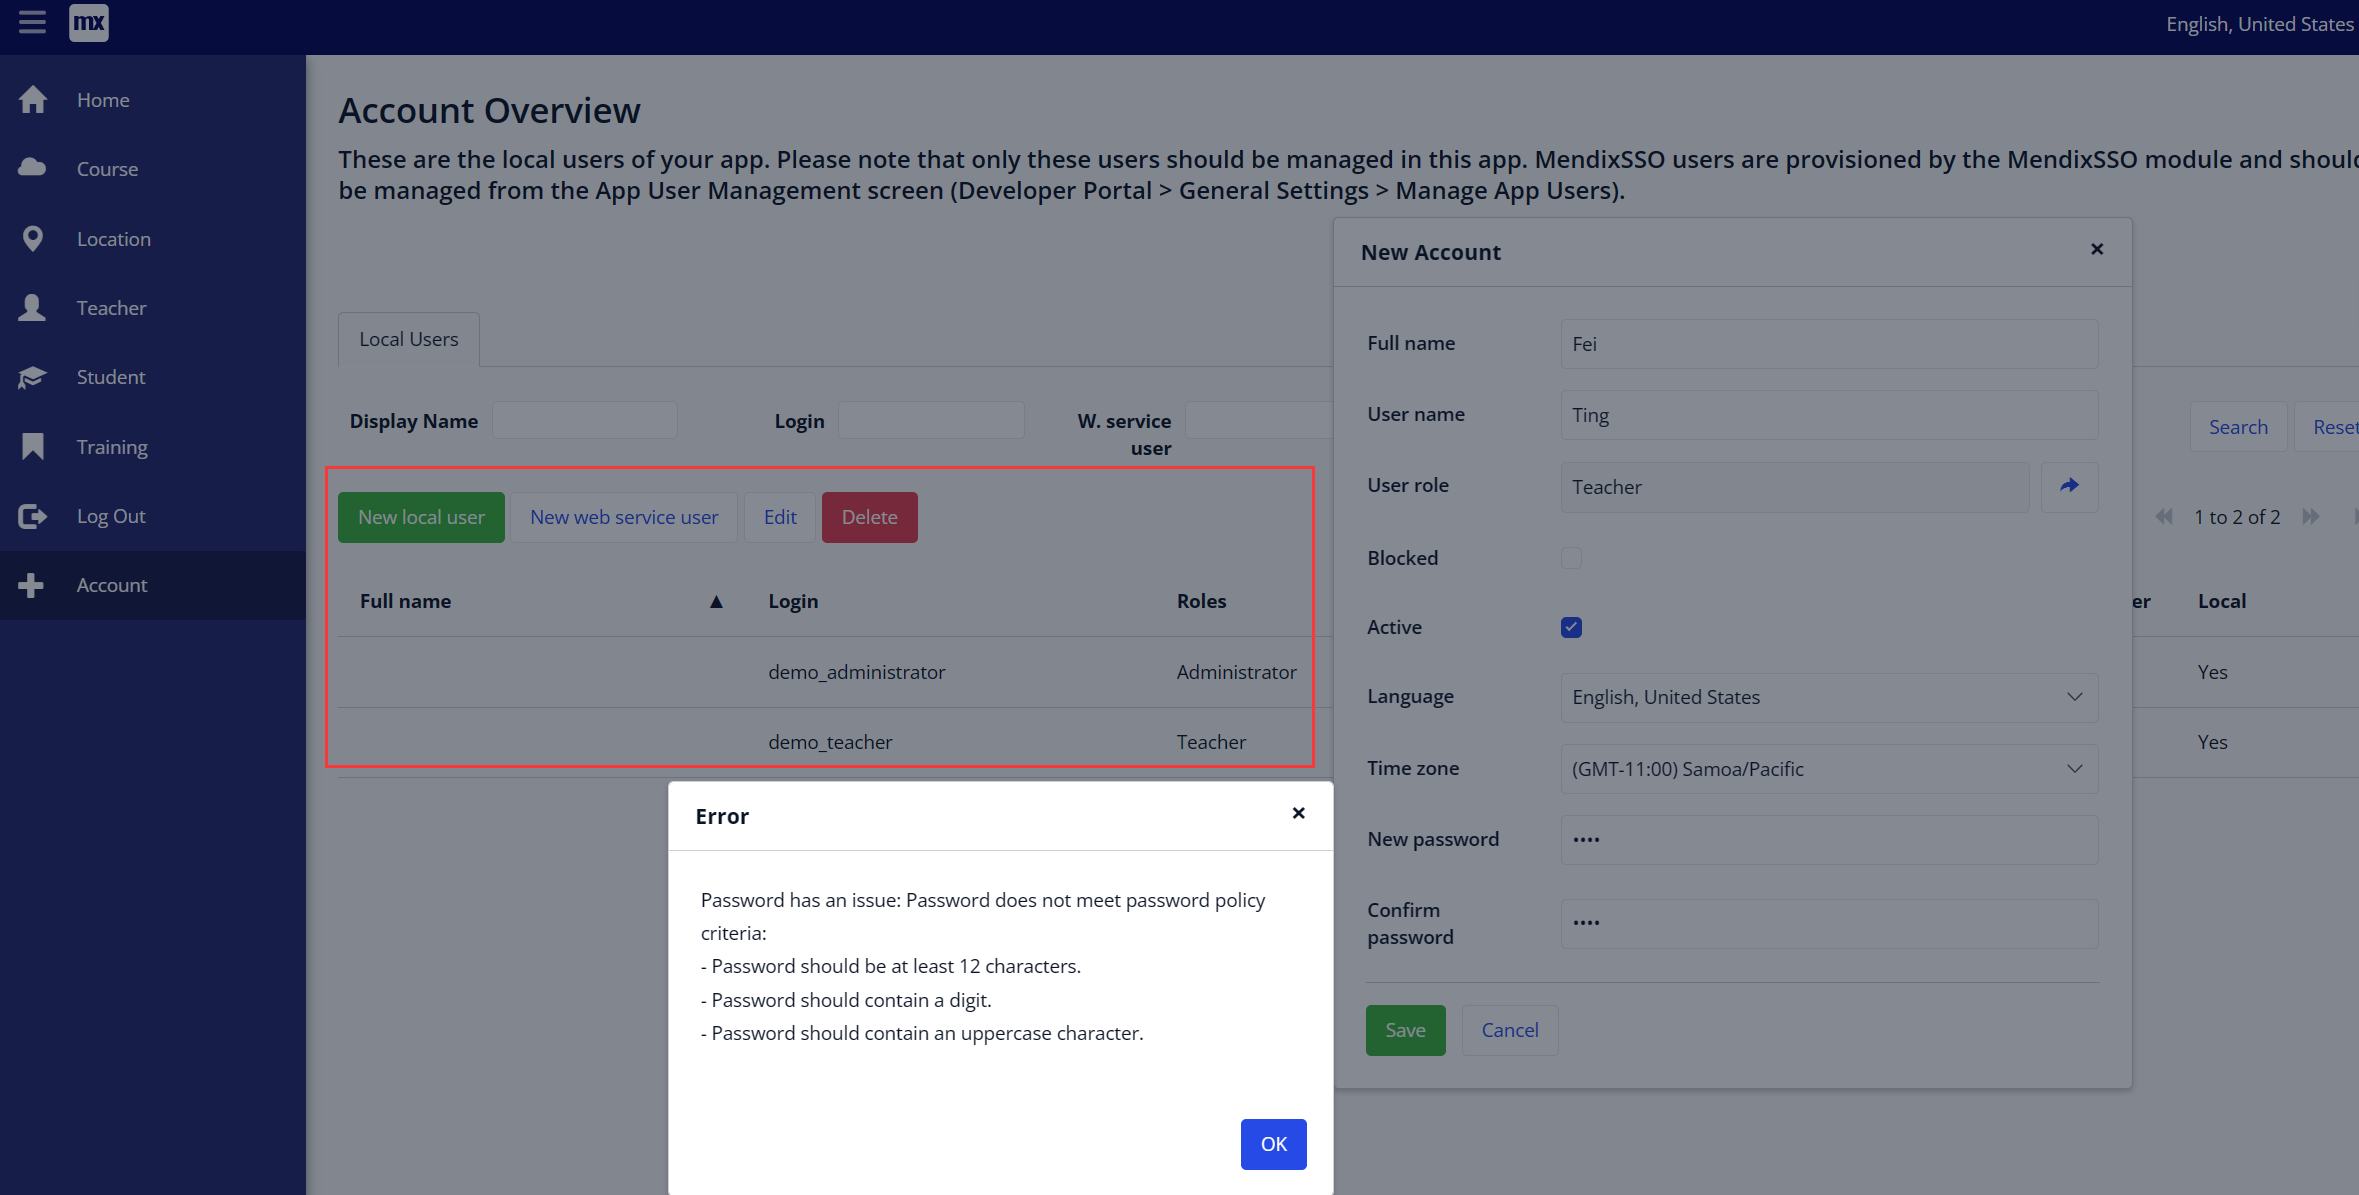 mx
English, United States
Home
Course
Location
Teacher
Student
Training
Log Out
Account
Account Overview
These are the local users of your app. Please note that only these users should be managed in this app. MendixSSO users are provisioned by the MendixSSO module and should
be managed from the App User Management screen (Developer Portal > General Settings > Manage App Users).
Local Users
Display Name
Login
W. service
user
Search
Reset
New local user
New web service user
Edit
Delete
1 to 2 of 2
Full name ▲ Login Roles er Local
demo_administrator Administrator Yes
demo_teacher Teacher Yes
New Account
Full name Fei
User name Ting
User role Teacher
Blocked
Active
Language English, United States
Time zone (GMT-11:00) Samoa/Pacific
New password ••••
Confirm
password ••••
Save Cancel
Error
Password has an issue: Password does not meet password policy
criteria:
- Password should be at least 12 characters.
- Password should contain a digit.
- Password should contain an uppercase character.
OK